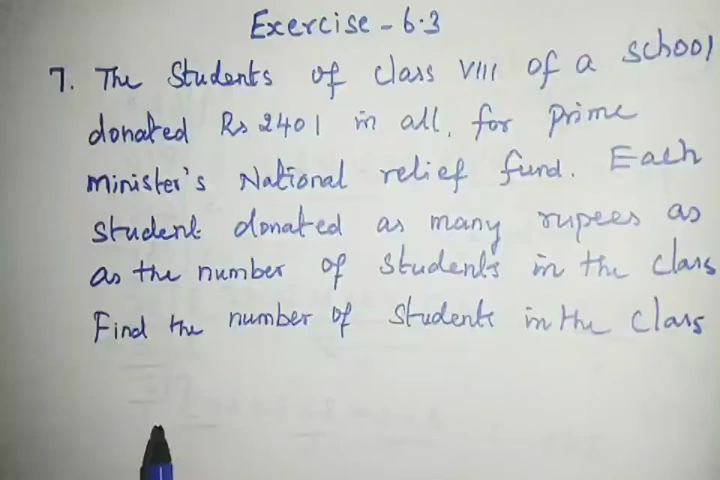 Exercise - 6.3
7. The Students of class VIII of a school
donated Rs 2401 in all, for prime
minister's National relief fund. Each
student donated as many rupees as
as the number of students in the class
Find the number of students in the class